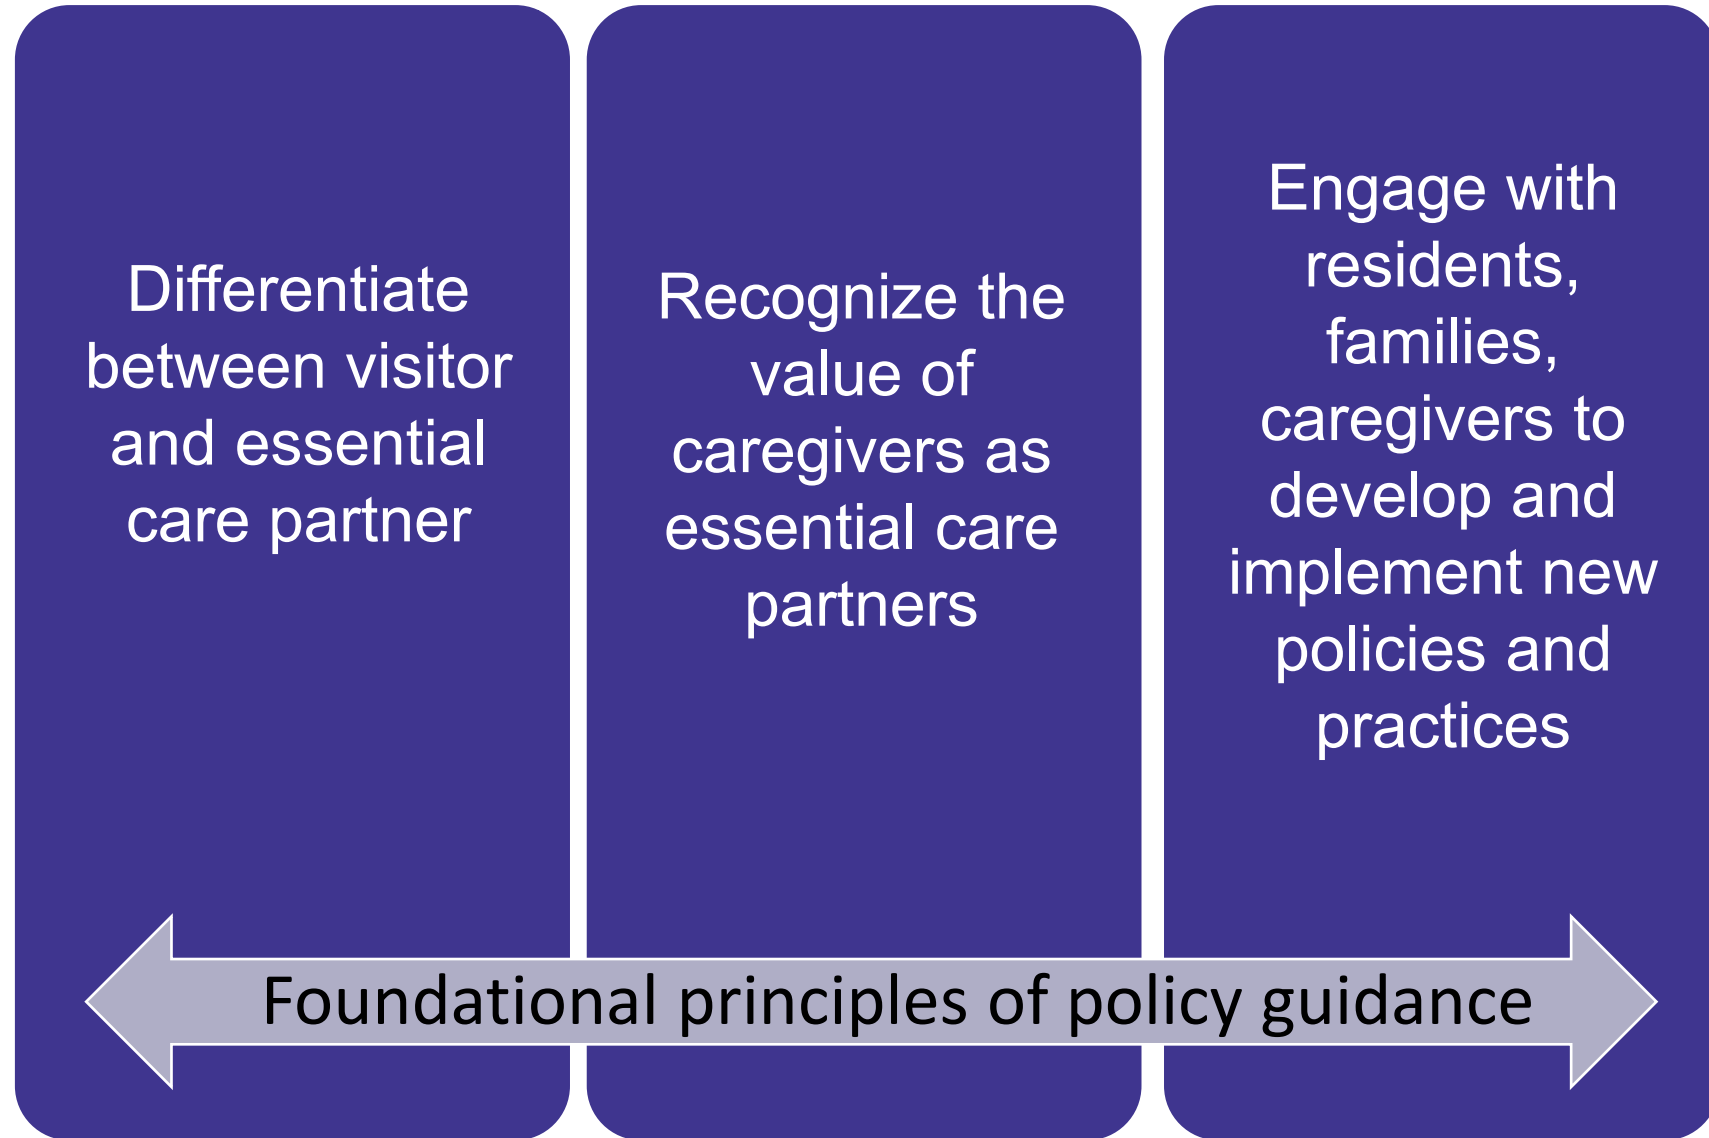 Differentiate
between visitor
and essential
care partner
Recognize the
value of
caregivers as
essential care
partners
Engage with
residents,
families,
caregivers to
develop and
implement new
policies and
practices
Foundational principles of policy guidance